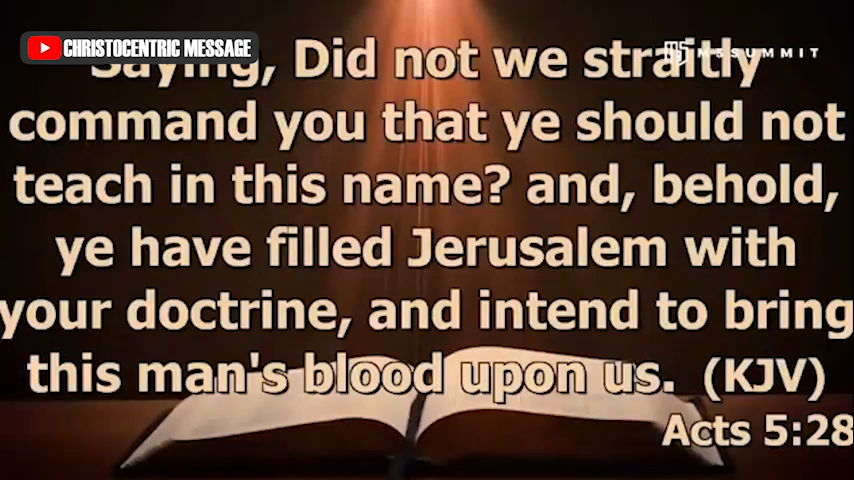 CHRISTOCENTRIC MESSAGE
M3SUMMIT
Saying, Did not we straitly
command you that ye should not
teach in this name? and, behold,
ye have filled Jerusalem with
your doctrine, and intend to bring
this man's blood upon us. (KJV)
Acts 5:28